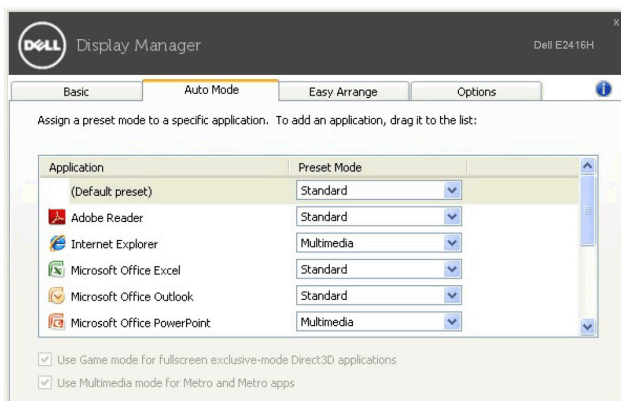 DELL Display Manager
Dell E2416H
x
Basic Auto Mode Easy Arrange Options
Assign a preset mode to a specific application. To add an application, drag it to the list:
Application Preset Mode
(Default preset) Standard
Adobe Reader Standard
Internet Explorer Multimedia
Microsoft Office Excel Standard
Microsoft Office Outlook Standard
Microsoft Office PowerPoint Multimedia
Use Game mode for fullscreen exclusive-mode Direct3D applications
Use Multimedia mode for Metro and Metro apps